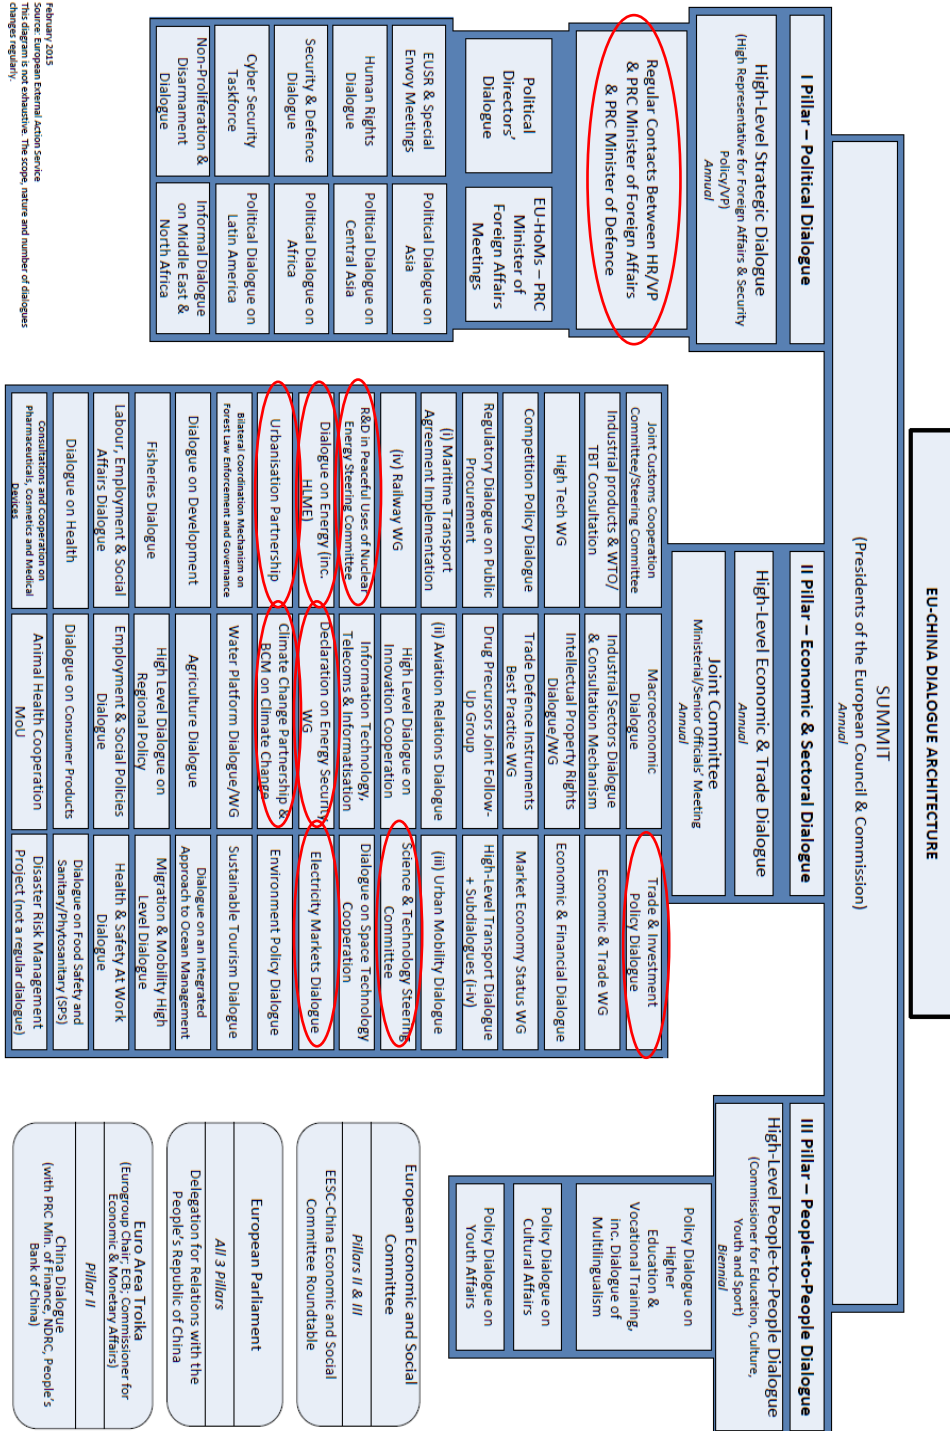 EU-CHINA DIALOGUE ARCHITECTURE
SUMMIT
(Presidents of the European Council & Commission)
Annual
I Pillar – Political Dialogue
High-Level Strategic Dialogue
(High Representative for Foreign Affairs & Security
Policy/VP)
Annual
Regular Contacts Between HR/VP
& PRC Minister of Foreign Affairs
& PRC Minister of Defence
Political
Directors'
Dialogue
EU-HoMs – PRC
Minister of
Foreign Affairs
Meetings
EUSR & Special
Envoy Meetings
Political Dialogue on
Asia
Human Rights
Dialogue
Political Dialogue on
Central Asia
Security & Defence
Dialogue
Political Dialogue on
Africa
Cyber Security
Taskforce
Political Dialogue on
Latin America
Non-Proliferation &
Disarmament
Dialogue
Informal Dialogue
on Middle East &
North Africa
II Pillar – Economic & Sectoral Dialogue
High-Level Economic & Trade Dialogue
Annual
Joint Committee
Ministerial/Senior Officials' Meeting
Annual
Joint Customs Cooperation
Committee/Steering Committee
Macroeconomic
Dialogue
Trade & Investment
Policy Dialogue
Industrial products & WTO/
TBT Consultation
Industrial Sectors Dialogue
& Consultation Mechanism
Economic & Trade WG
High Tech WG
Intellectual Property Rights
Dialogue/WG
Economic & Financial Dialogue
Competition Policy Dialogue
Trade Defence Instruments
Best Practice WG
Market Economy Status WG
Regulatory Dialogue on Public
Procurement
Drug Precursors Joint Follow-
Up Group
High-Level Transport Dialogue
+ Subdialogues (i-iv)
(i) Maritime Transport
Agreement Implementation
(ii) Aviation Relations Dialogue
(iii) Urban Mobility Dialogue
(iv) Railway WG
High Level Dialogue on
Innovation Cooperation
Science & Technology Steering
Committee
R&D in Peaceful Uses of Nuclear
Energy Steering Committee
Information Technology,
Telecoms & Informatisation
Dialogue on Space Technology
Cooperation
Dialogue on Energy (inc.
HLME)
Declaration on Energy Security
WG
Electricity Markets Dialogue
Urbanisation Partnership
Climate Change Partnership &
BCM on Climate Change
Environment Policy Dialogue
Bilateral Coordination Mechanism on
Forest Law Enforcement and Governance
Water Platform Dialogue/WG
Sustainable Tourism Dialogue
Dialogue on Development
Agriculture Dialogue
Dialogue on an Integrated
Approach to Ocean Management
Fisheries Dialogue
High Level Dialogue on
Regional Policy
Migration & Mobility High
Level Dialogue
Labour, Employment & Social
Affairs Dialogue
Employment & Social Policies
Dialogue
Health & Safety At Work
Dialogue
Dialogue on Health
Dialogue on Consumer Products
Dialogue on Food Safety and
Sanitary/Phytosanitary (SPS)
Consultations and Cooperation on
Pharmaceuticals, Cosmetics and Medical
Devices
Animal Health Cooperation
MoU
Disaster Risk Management
Project (not a regular dialogue)
III Pillar – People-to-People Dialogue
High-Level People-to-People Dialogue
(Commissioner for Education, Culture,
Youth and Sport)
Biennial
Policy Dialogue on
Higher
Education &
Vocational Training,
inc. Dialogue of
Multilingualism
Policy Dialogue on
Cultural Affairs
Policy Dialogue on
Youth Affairs
European Economic and Social
Committee
Pillars II & III
EESC-China Economic and Social
Committee Roundtable
European Parliament
All 3 Pillars
Delegation for Relations with the
People's Republic of China
Euro Area Troika
(Eurogroup Chair; ECB; Commissioner for
Economic & Monetary Affairs)
Pillar II
China Dialogue
(with PRC Min. of Finance, NDRC, People's
Bank of China)
February 2015
Source: European External Action Service
This diagram is not exhaustive. The scope, nature and number of dialogues
changes regularly.